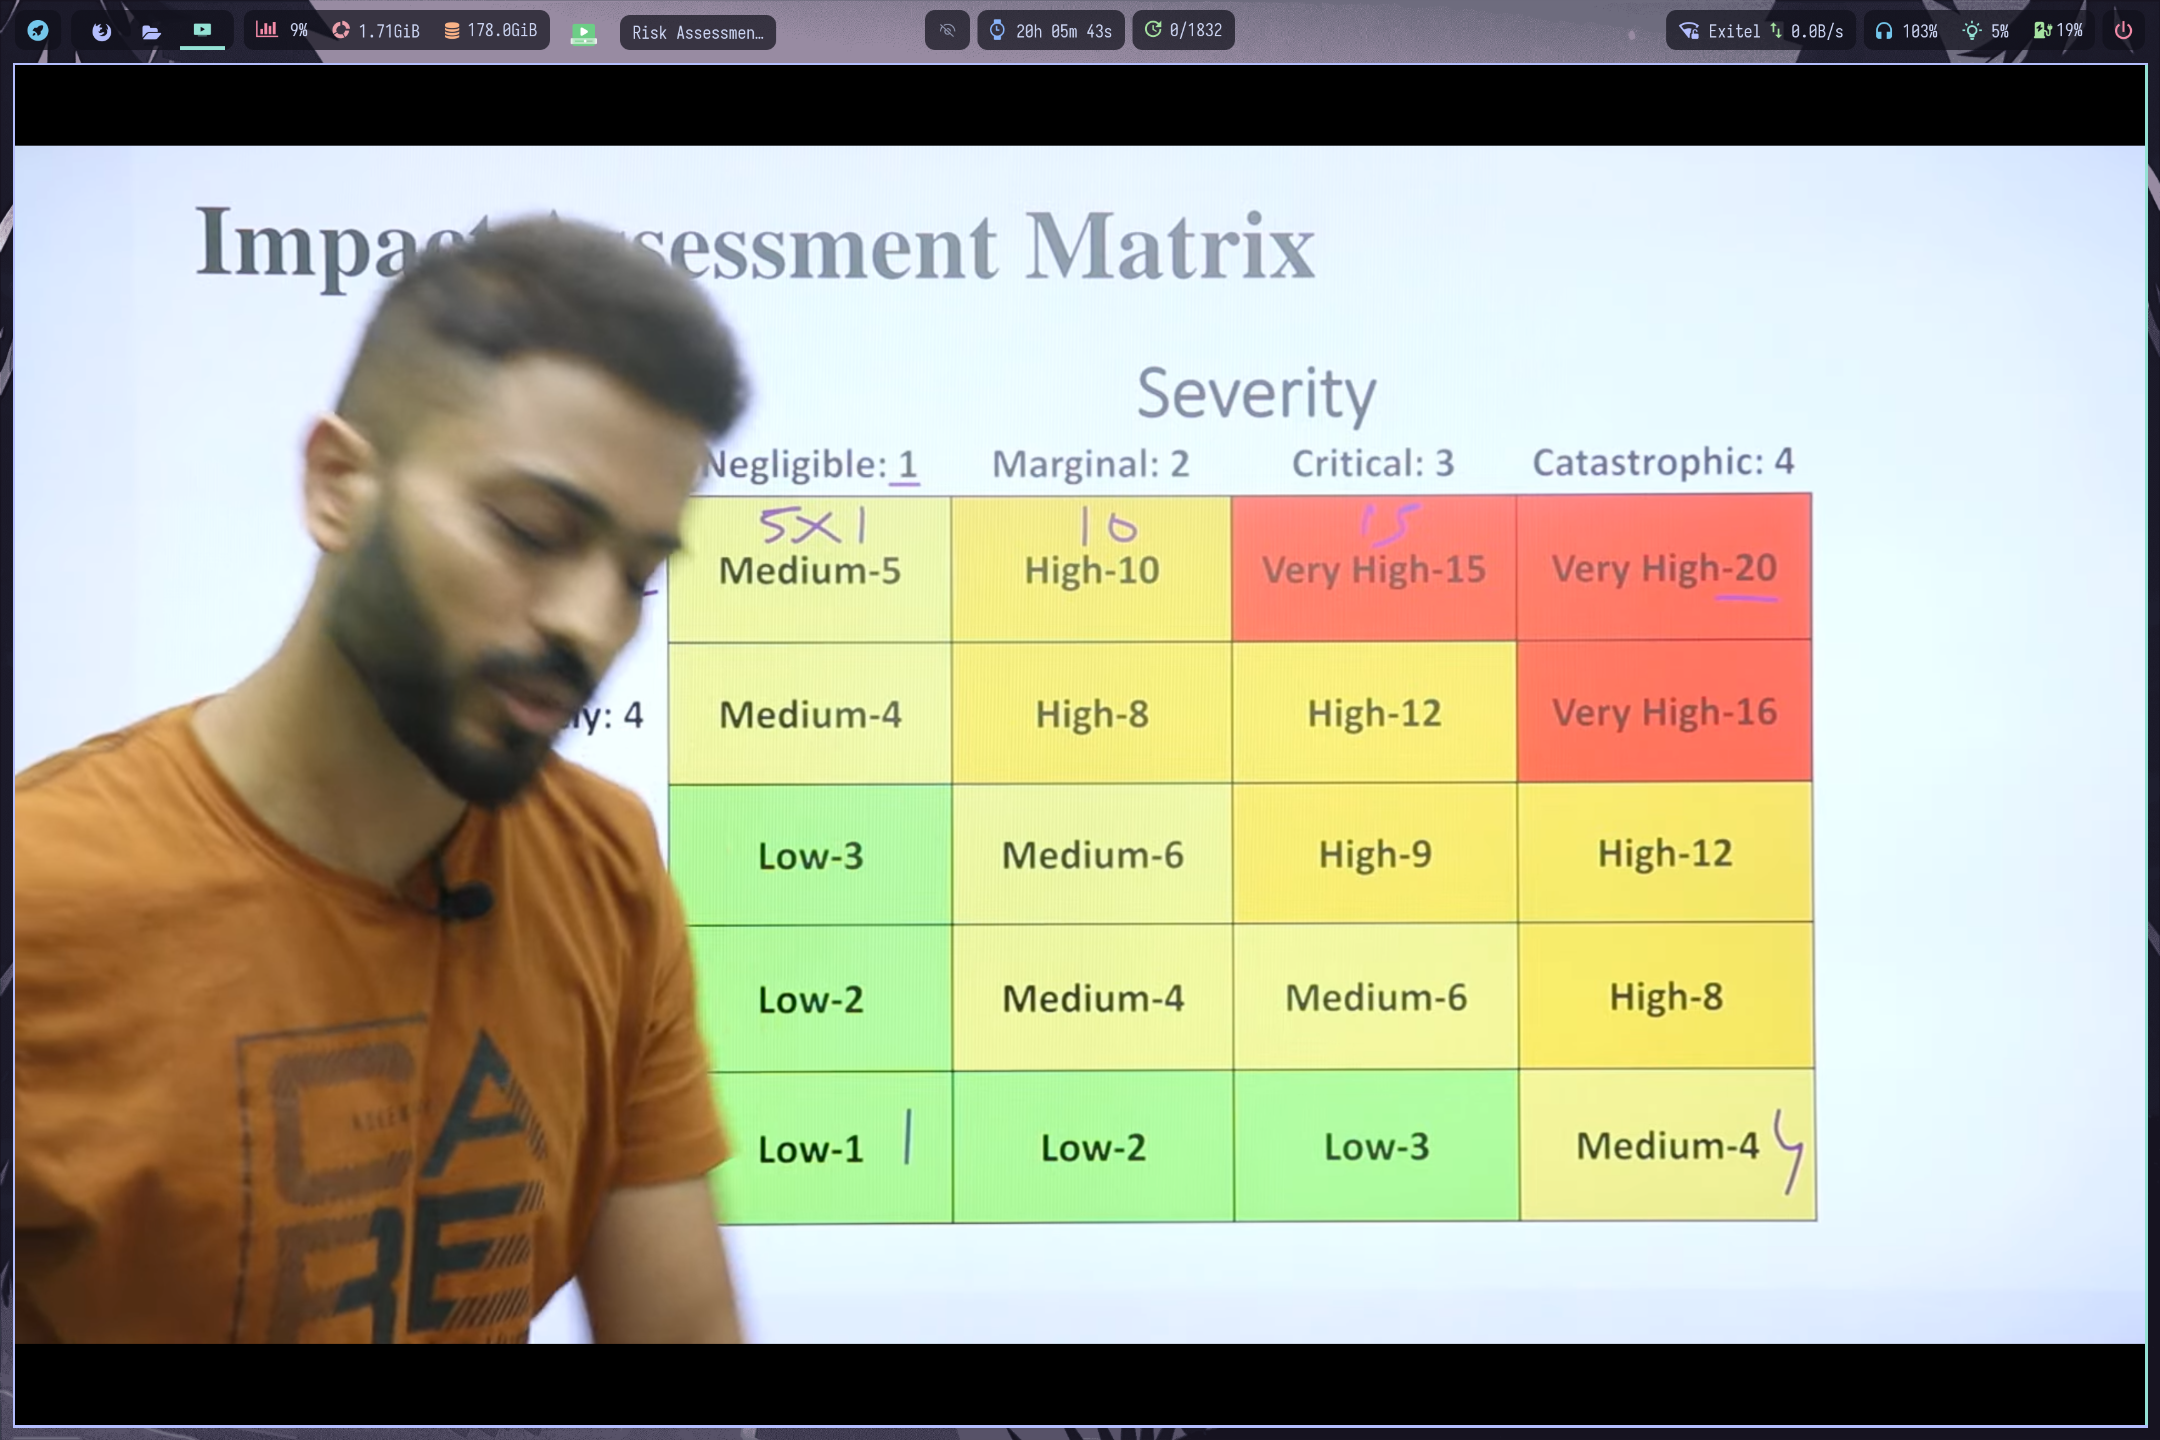 9% 1.71GiB 178.0GiB Risk Assessmen… 20h 05m 43s 0/1832 Exitel 0.0B/s 103% 5% 19%
Matrix
Severity
Negligible: 1 Marginal: 2 Critical: 3 Catastrophic: 4
5X1 10 15
Medium-5 High-10 Very High-15 Very High-20
4 Medium-4 High-8 High-12 Very High-16
Low-3 Medium-6 High-9 High-12
Low-2 Medium-4 Medium-6 High-8
Low-1 1 Low-2 Low-3 Medium-4 4
CA
RE